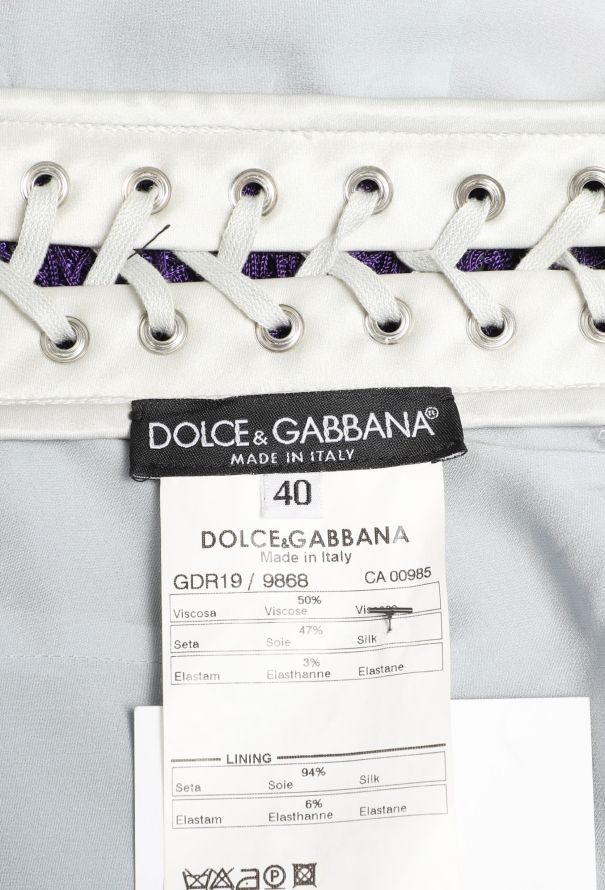 DOLCE & GABBANA®
MADE IN ITALY
40
DOLCE&GABBANA
Made in Italy
GDR19 / 9868 CA 00985
50%
Viscosa Viscose
47%
Seta Soie Silk
3%
Elastam Elasthanne Elastane
LINING
94%
Seta Soie Silk
6%
Elastam Elasthanne Elastane